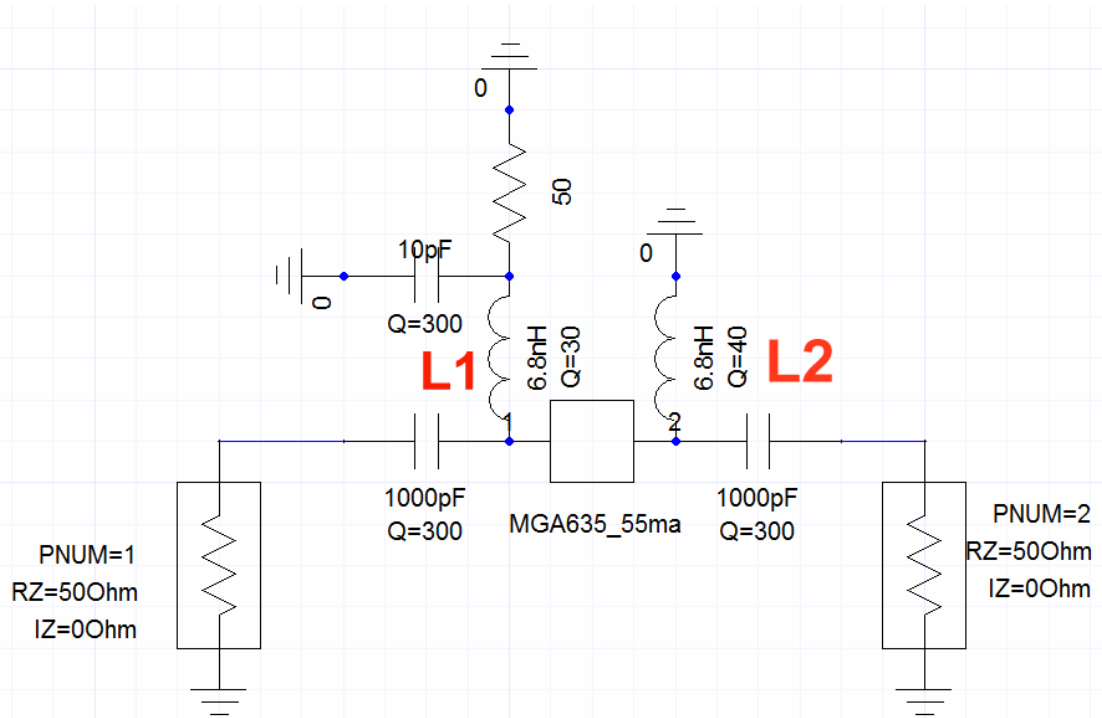 0
50
0
10pF
0
Q=300
6.8nH
Q=30
L1
6.8nH
Q=40
L2
1
2
1000pF
Q=300
MGA635_55ma
1000pF
Q=300
PNUM=1
RZ=50Ohm
IZ=0Ohm
PNUM=2
RZ=50Ohm
IZ=0Ohm